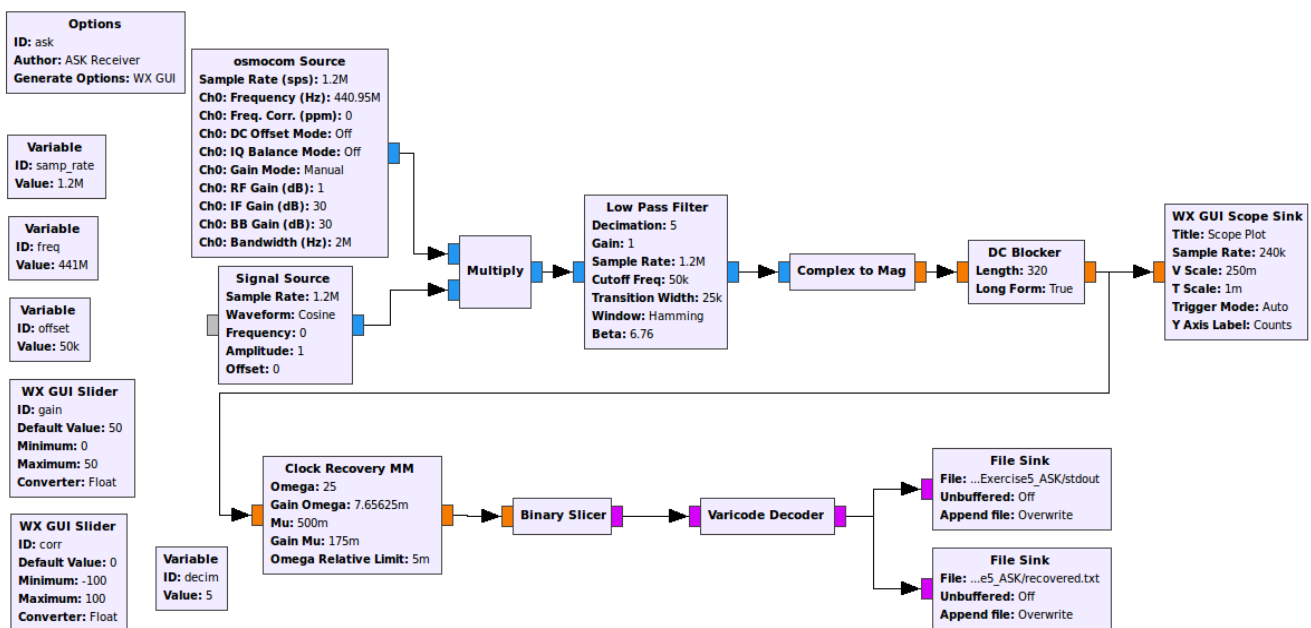 Options
ID: ask
Author: ASK Receiver
Generate Options: WX GUI
Variable
ID: samp_rate
Value: 1.2M
Variable
ID: freq
Value: 441M
Variable
ID: offset
Value: 50k
WX GUI Slider
ID: gain
Default Value: 50
Minimum: 0
Maximum: 50
Converter: Float
WX GUI Slider
ID: corr
Default Value: 0
Minimum: -100
Maximum: 100
Converter: Float
Variable
ID: decim
Value: 5
osmocom Source
Sample Rate (sps): 1.2M
Ch0: Frequency (Hz): 440.95M
Ch0: Freq. Corr. (ppm): 0
Ch0: DC Offset Mode: Off
Ch0: IQ Balance Mode: Off
Ch0: Gain Mode: Manual
Ch0: RF Gain (dB): 1
Ch0: IF Gain (dB): 30
Ch0: BB Gain (dB): 30
Ch0: Bandwidth (Hz): 2M
Signal Source
Sample Rate: 1.2M
Waveform: Cosine
Frequency: 0
Amplitude: 1
Offset: 0
Multiply
Low Pass Filter
Decimation: 5
Gain: 1
Sample Rate: 1.2M
Cutoff Freq: 50k
Transition Width: 25k
Window: Hamming
Beta: 6.76
Complex to Mag
DC Blocker
Length: 320
Long Form: True
WX GUI Scope Sink
Title: Scope Plot
Sample Rate: 240k
V Scale: 250m
T Scale: 1m
Trigger Mode: Auto
Y Axis Label: Counts
Clock Recovery MM
Omega: 25
Gain Omega: 7.65625m
Mu: 500m
Gain Mu: 175m
Omega Relative Limit: 5m
Binary Slicer
Varicode Decoder
File Sink
File: ...Exercise5_ASK/stdout
Unbuffered: Off
Append file: Overwrite
File Sink
File: ...e5_ASK/recovered.txt
Unbuffered: Off
Append file: Overwrite